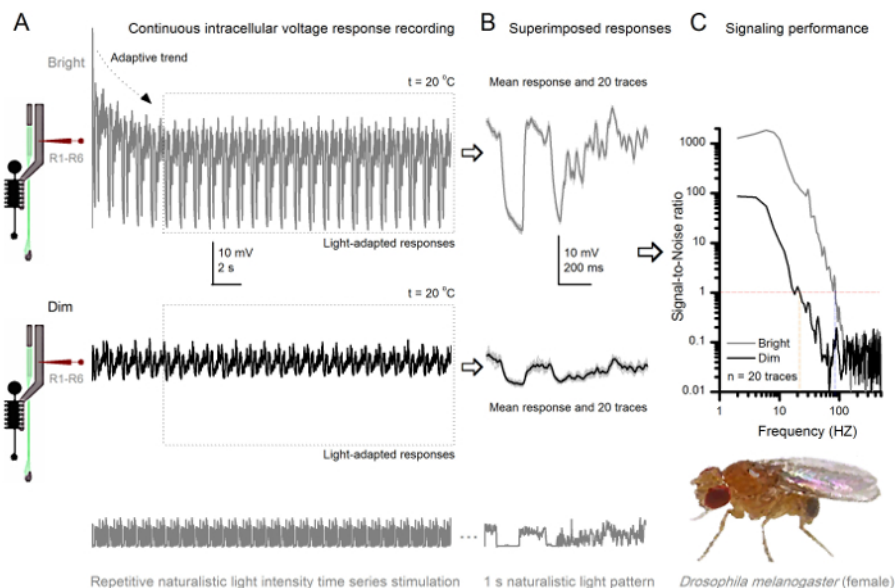 A
Continuous intracellular voltage response recording
B
Superimposed responses
C
Signaling performance
Bright
Adaptive trend
t = 20 °C
Mean response and 20 traces
R1-R6
Light-adapted responses
10 mV
2 s
10 mV
200 ms
Dim
t = 20 °C
R1-R6
Light-adapted responses
Mean response and 20 traces
Signal-to-Noise ratio
1000
100
10
1
0.1
0.01
Bright
Dim
n = 20 traces
1
10
100
Frequency (HZ)
Repetitive naturalistic light intensity time series stimulation
1 s naturalistic light pattern
Drosophila melanogaster (female)